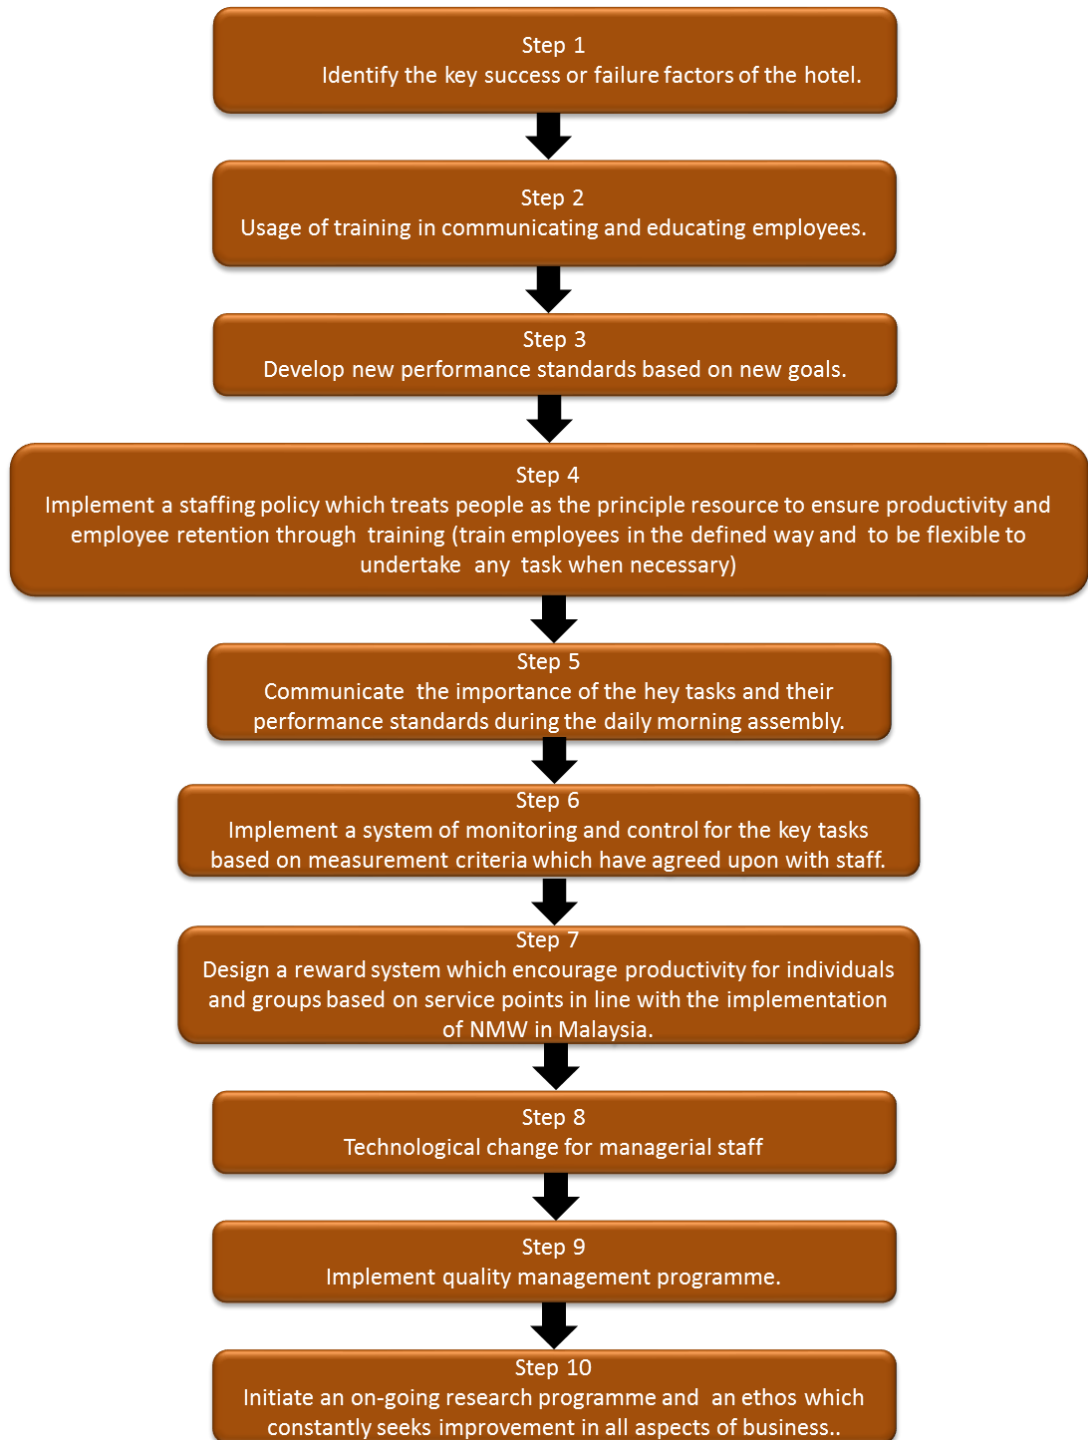 Step 1
Identify the key success or failure factors of the hotel.
Step 2
Usage of training in communicating and educating employees.
Step 3
Develop new performance standards based on new goals.
Step 4
Implement a staffing policy which treats people as the principle resource to ensure productivity and
employee retention through training (train employees in the defined way and to be flexible to
undertake any task when necessary)
Step 5
Communicate the importance of the hey tasks and their
performance standards during the daily morning assembly.
Step 6
Implement a system of monitoring and control for the key tasks
based on measurement criteria which have agreed upon with staff.
Step 7
Design a reward system which encourage productivity for individuals
and groups based on service points in line with the implementation
of NMW in Malaysia.
Step 8
Technological change for managerial staff
Step 9
Implement quality management programme.
Step 10
Initiate an on-going research programme and an ethos which
constantly seeks improvement in all aspects of business..